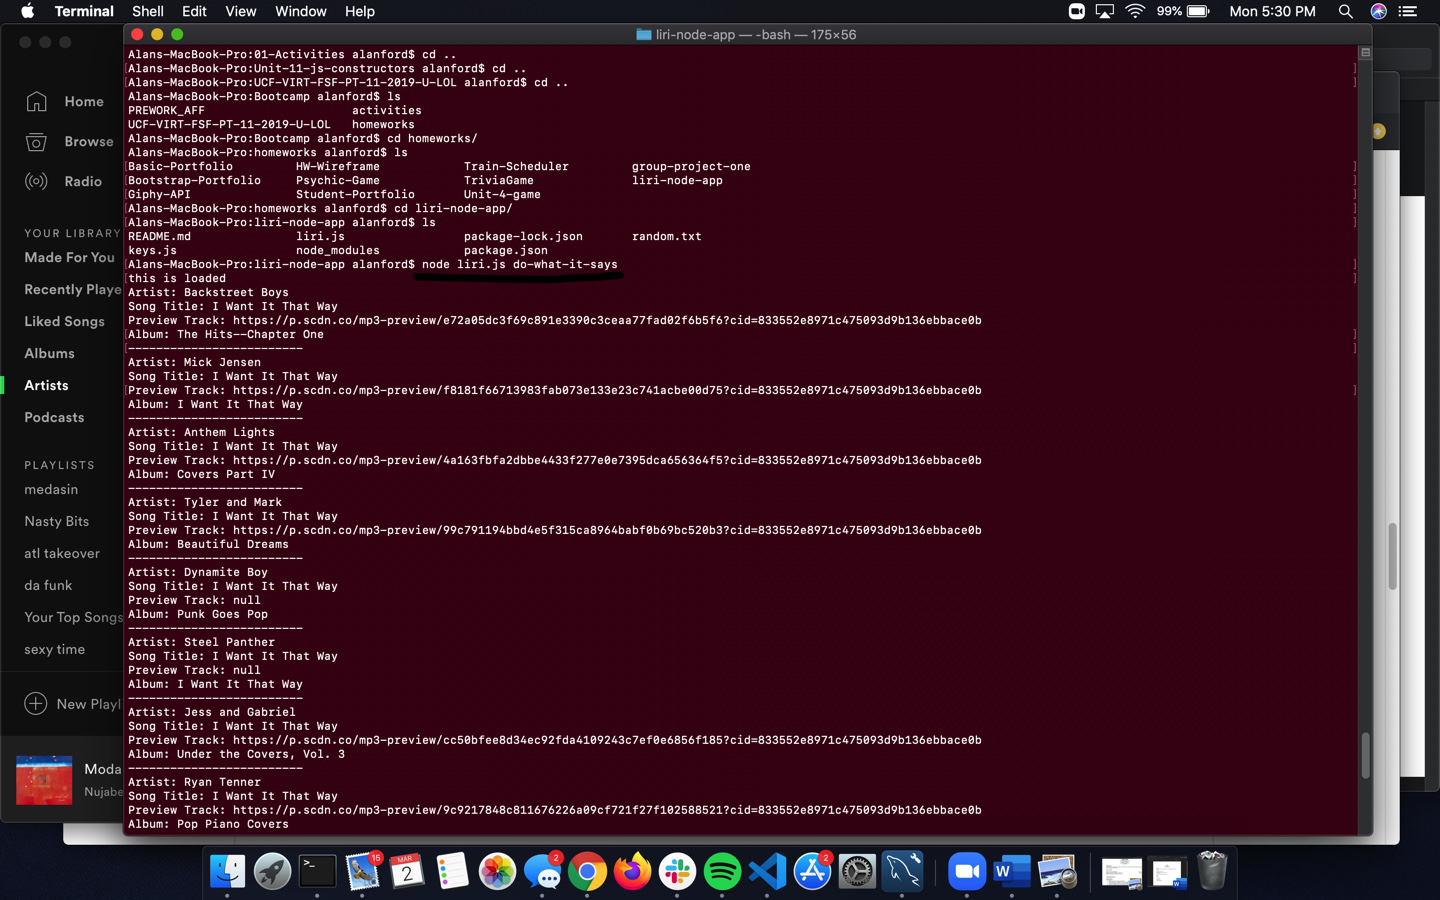 Terminal Shell Edit View Window Help 99% Mon 5:30 PM
liri-node-app — -bash — 175×56
Home
Browse
Radio
YOUR LIBRARY
Made For You
Recently Playe
Liked Songs
Albums
Artists
Podcasts
PLAYLISTS
medasin
Nasty Bits
atl takeover
da funk
Your Top Songs
sexy time
New Playl
Moda
Nujabe
Alans-MacBook-Pro:01-Activities alanford$ cd ..
[Alans-MacBook-Pro:Unit-11-js-constructors alanford$ cd .. ]
[Alans-MacBook-Pro:UCF-VIRT-FSF-PT-11-2019-U-LOL alanford$ cd .. ]
Alans-MacBook-Pro:Bootcamp alanford$ ls
PREWORK_AFF activities
UCF-VIRT-FSF-PT-11-2019-U-LOL homeworks
Alans-MacBook-Pro:Bootcamp alanford$ cd homeworks/
Alans-MacBook-Pro:homeworks alanford$ ls
[Basic-Portfolio HW-Wireframe Train-Scheduler group-project-one ]
[Bootstrap-Portfolio Psychic-Game TriviaGame liri-node-app ]
[Giphy-API Student-Portfolio Unit-4-game ]
[Alans-MacBook-Pro:homeworks alanford$ cd liri-node-app/ ]
[Alans-MacBook-Pro:liri-node-app alanford$ ls ]
README.md liri.js package-lock.json random.txt
keys.js node_modules package.json
[Alans-MacBook-Pro:liri-node-app alanford$ node liri.js do-what-it-says ]
[this is loaded ]
Artist: Backstreet Boys
Song Title: I Want It That Way
Preview Track: https://p.scdn.co/mp3-preview/e72a05dc3f69c891e3390c3ceaa77fad02f6b5f6?cid=833552e8971c475093d9b136ebbace0b
[Album: The Hits--Chapter One ]
[------------------------- ]
Artist: Mick Jensen
Song Title: I Want It That Way
[Preview Track: https://p.scdn.co/mp3-preview/f8181f66713983fab073e133e23c741acbe00d75?cid=833552e8971c475093d9b136ebbace0b ]
Album: I Want It That Way
-------------------------
Artist: Anthem Lights
Song Title: I Want It That Way
Preview Track: https://p.scdn.co/mp3-preview/4a163fbfa2dbbe4433f277e0e7395dca656364f5?cid=833552e8971c475093d9b136ebbace0b
Album: Covers Part IV
-------------------------
Artist: Tyler and Mark
Song Title: I Want It That Way
Preview Track: https://p.scdn.co/mp3-preview/99c791194bbd4e5f315ca8964babf0b69bc520b3?cid=833552e8971c475093d9b136ebbace0b
Album: Beautiful Dreams
-------------------------
Artist: Dynamite Boy
Song Title: I Want It That Way
Preview Track: null
Album: Punk Goes Pop
-------------------------
Artist: Steel Panther
Song Title: I Want It That Way
Preview Track: null
Album: I Want It That Way
-------------------------
Artist: Jess and Gabriel
Song Title: I Want It That Way
Preview Track: https://p.scdn.co/mp3-preview/cc50bfee8d34ec92fda4109243c7ef0e6856f185?cid=833552e8971c475093d9b136ebbace0b
Album: Under the Covers, Vol. 3
-------------------------
Artist: Ryan Tenner
Song Title: I Want It That Way
Preview Track: https://p.scdn.co/mp3-preview/9c9217848c811676226a09cf721f27f102588521?cid=833552e8971c475093d9b136ebbace0b
Album: Pop Piano Covers
>_ 15 MAR 2 2 2 W